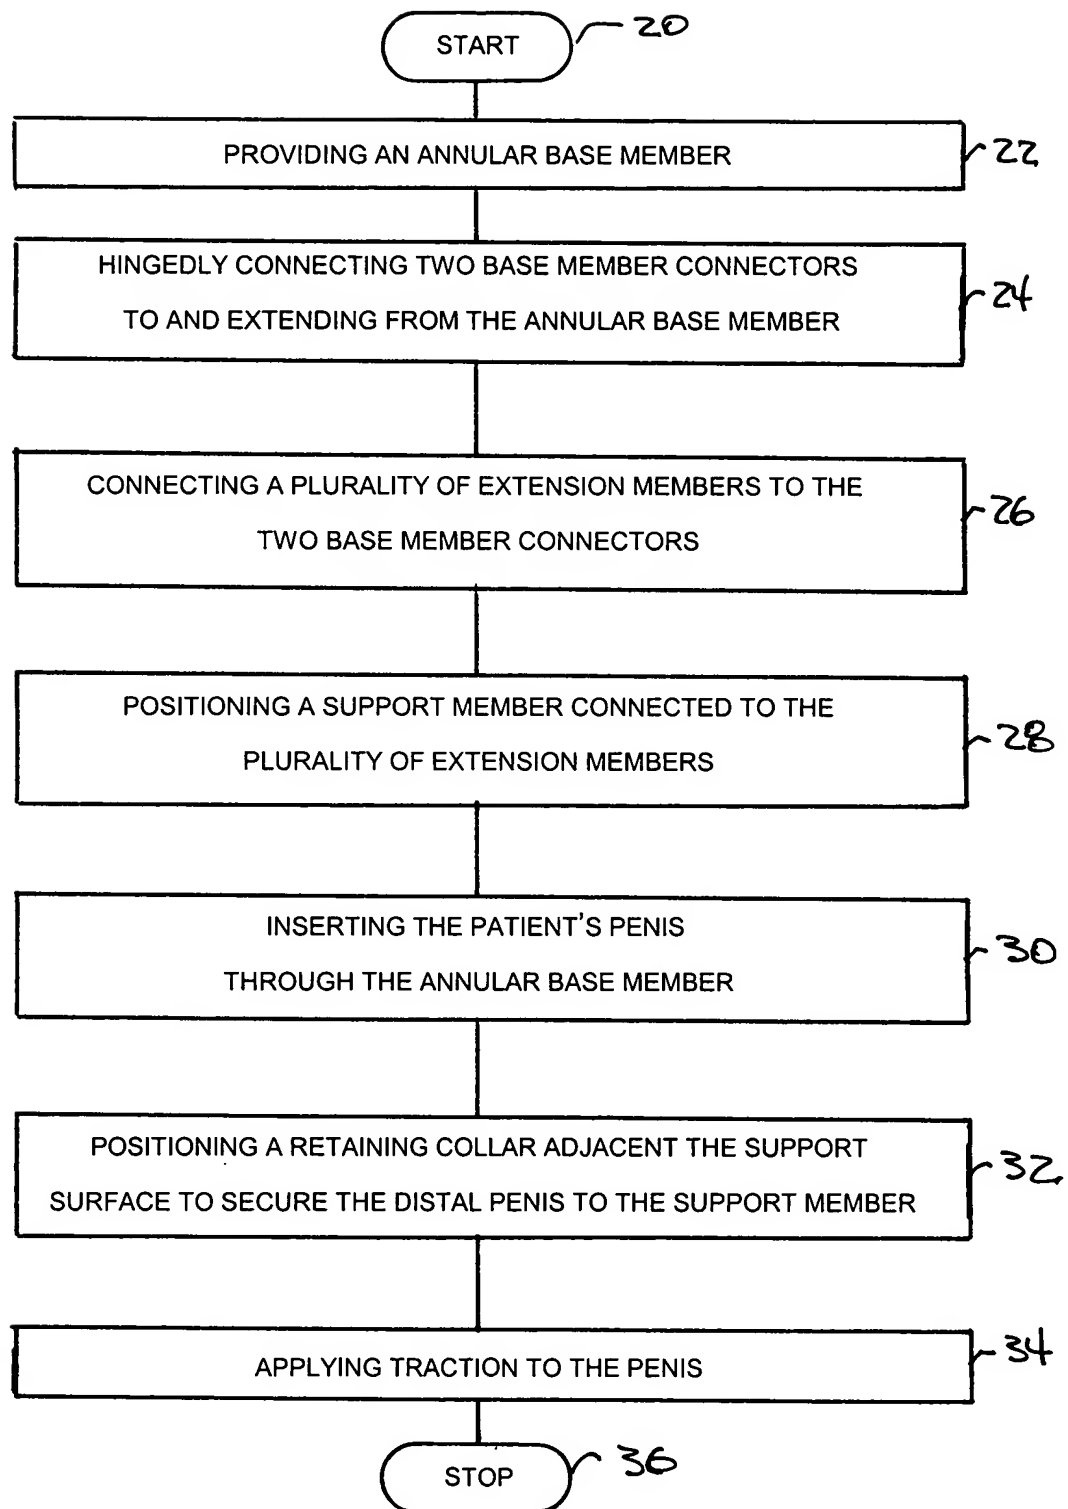 START
20
PROVIDING AN ANNULAR BASE MEMBER
22
HINGEDLY CONNECTING TWO BASE MEMBER CONNECTORS
TO AND EXTENDING FROM THE ANNULAR BASE MEMBER
24
CONNECTING A PLURALITY OF EXTENSION MEMBERS TO THE
TWO BASE MEMBER CONNECTORS
26
POSITIONING A SUPPORT MEMBER CONNECTED TO THE
PLURALITY OF EXTENSION MEMBERS
28
INSERTING THE PATIENT'S PENIS
THROUGH THE ANNULAR BASE MEMBER
30
POSITIONING A RETAINING COLLAR ADJACENT THE SUPPORT
SURFACE TO SECURE THE DISTAL PENIS TO THE SUPPORT MEMBER
32
APPLYING TRACTION TO THE PENIS
34
STOP
36